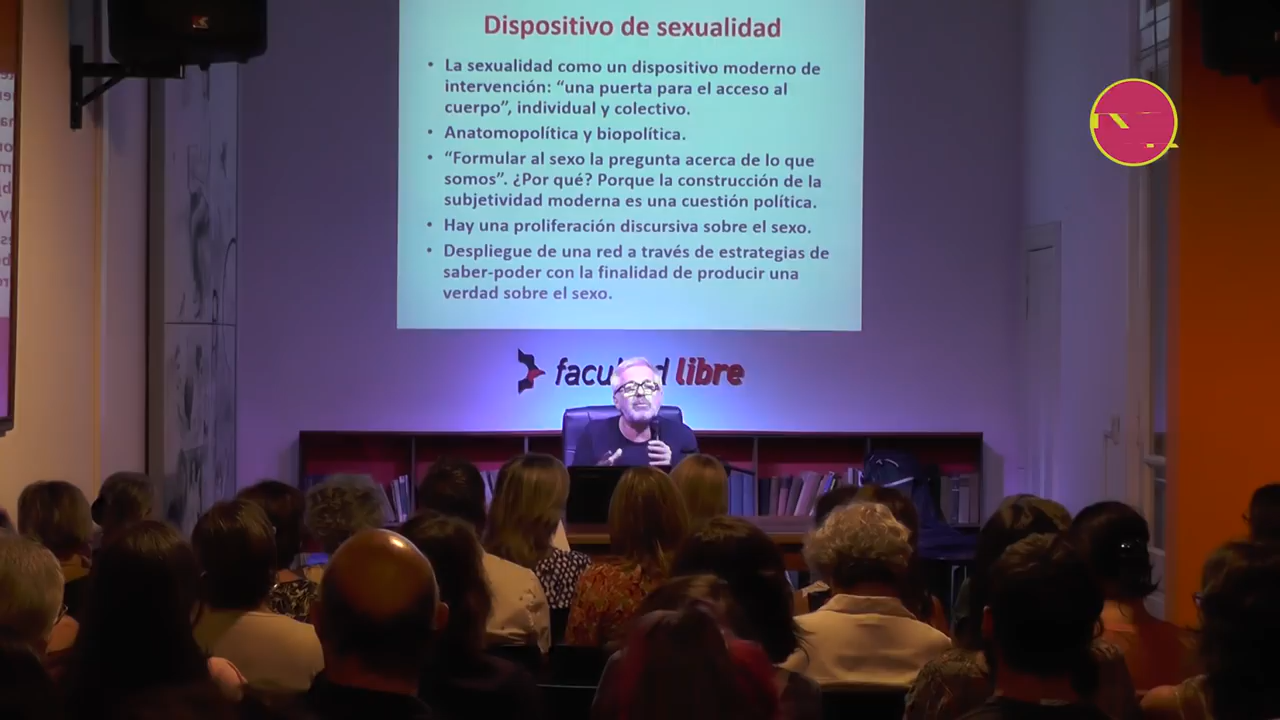 Dispositivo de sexualidad
• La sexualidad como un dispositivo moderno de
intervención: “una puerta para el acceso al
cuerpo”, individual y colectivo.
• Anatomopolítica y biopolítica.
• “Formular al sexo la pregunta acerca de lo que
somos”. ¿Por qué? Porque la construcción de la
subjetividad moderna es una cuestión política.
• Hay una proliferación discursiva sobre el sexo.
• Despliegue de una red a través de estrategias de
saber-poder con la finalidad de producir una
verdad sobre el sexo.
libre